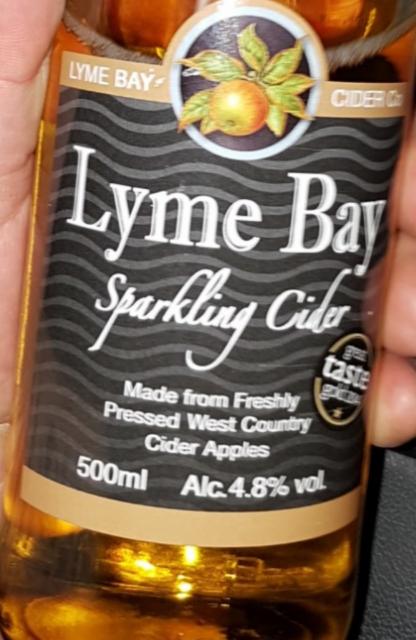 LYME BAY
CIDER Co
Lyme Bay
Sparkling Cider
great
taste
gold
Made from Freshly
Pressed West Country
Cider Apples
500ml Alc. 4.8% vol.